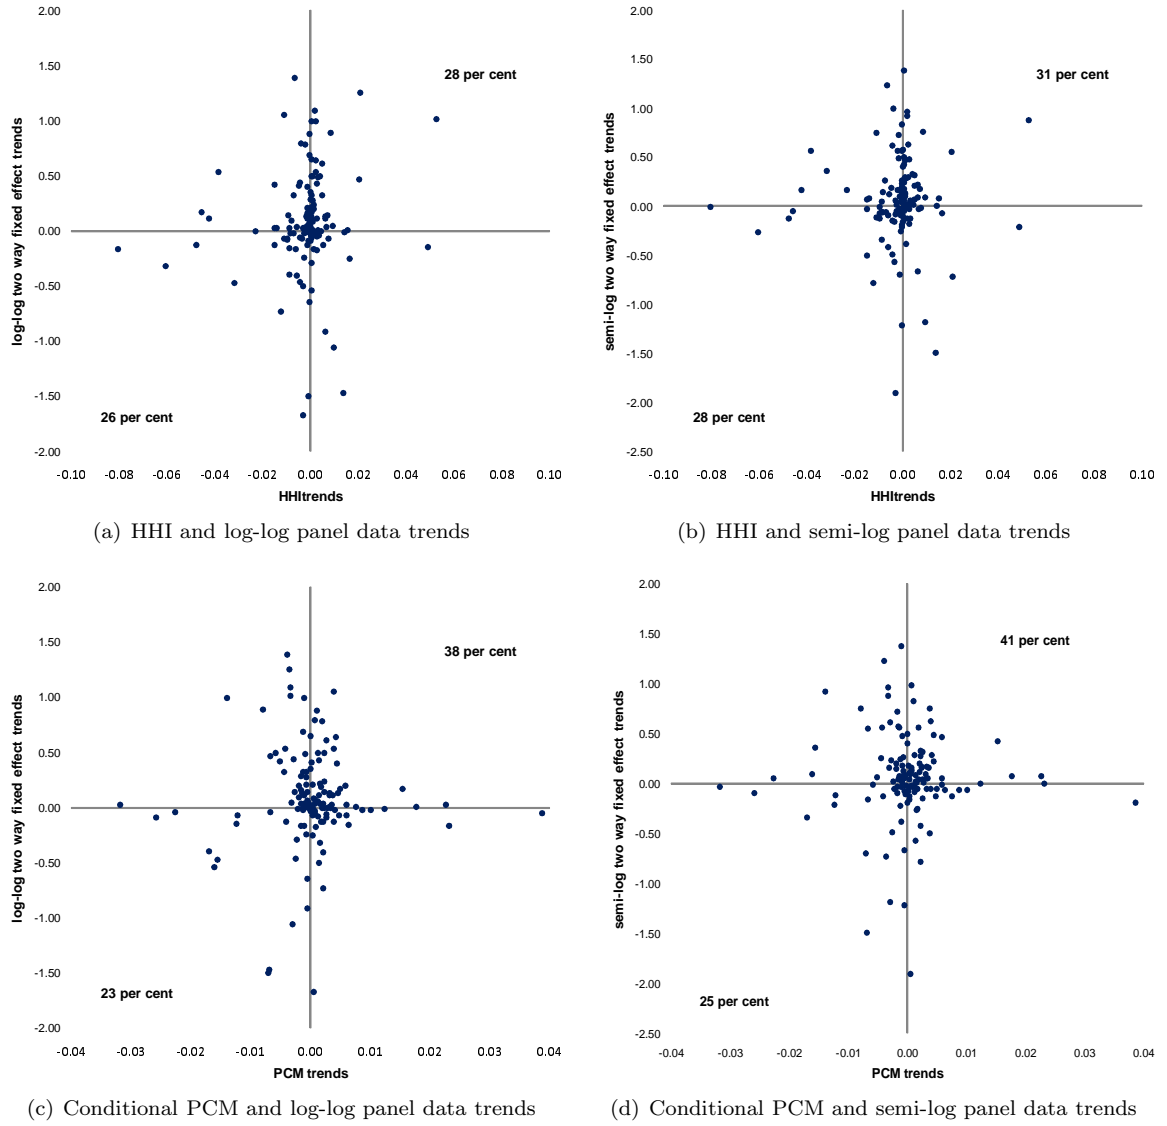 2.00
1.50
1.00
0.50
0.00
-0.50
-1.00
-1.50
-2.00
log-log two way fixed effect trends
28 per cent
26 per cent
-0.10 -0.08 -0.06 -0.04 -0.02 0.00 0.02 0.04 0.06 0.08 0.10
HHItrends
(a) HHI and log-log panel data trends
2.00
1.50
1.00
0.50
0.00
-0.50
-1.00
-1.50
-2.00
-2.50
semi-log two way fixed effect trends
31 per cent
28 per cent
-0.10 -0.08 -0.06 -0.04 -0.02 0.00 0.02 0.04 0.06 0.08 0.10
HHItrends
(b) HHI and semi-log panel data trends
2.00
1.50
1.00
0.50
0.00
-0.50
-1.00
-1.50
-2.00
log-log two way fixed effect trends
38 per cent
23 per cent
-0.04 -0.03 -0.02 -0.01 0.00 0.01 0.02 0.03 0.04
PCM trends
(c) Conditional PCM and log-log panel data trends
2.00
1.50
1.00
0.50
0.00
-0.50
-1.00
-1.50
-2.00
-2.50
semi-log two way fixed effect trends
41 per cent
25 per cent
-0.04 -0.03 -0.02 -0.01 0.00 0.01 0.02 0.03 0.04
PCM trends
(d) Conditional PCM and semi-log panel data trends